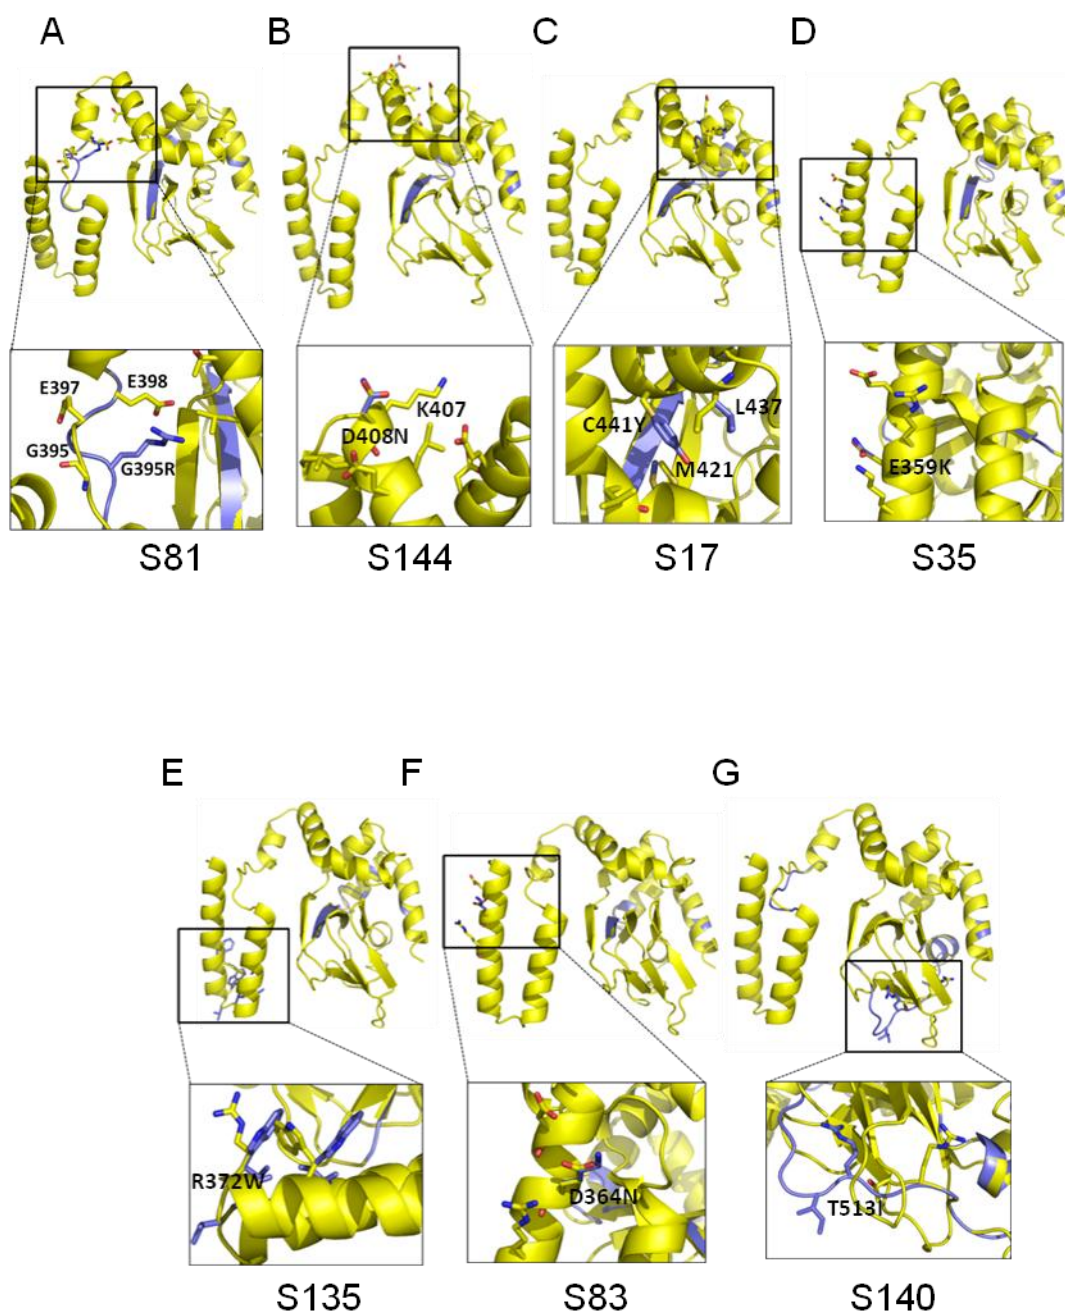 A
B
C
D
E397
E398
G395
G395R
K407
D408N
C441Y
L437
M421
E359K
S81
S144
S17
S35
E
F
G
R372W
D364N
T513I
S135
S83
S140